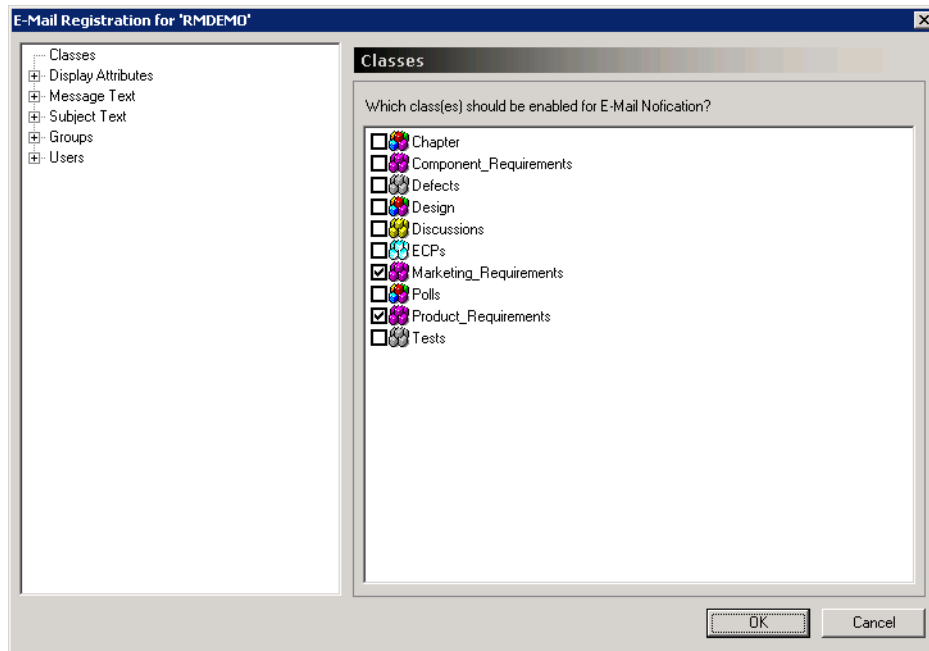 E-Mail Registration for 'RMDEMO'
Classes
Display Attributes
Message Text
Subject Text
Groups
Users
Classes
Which class(es) should be enabled for E-Mail Nofication?
Chapter
Component_Requirements
Defects
Design
Discussions
ECPs
Marketing_Requirements
Polls
Product_Requirements
Tests
OK
Cancel